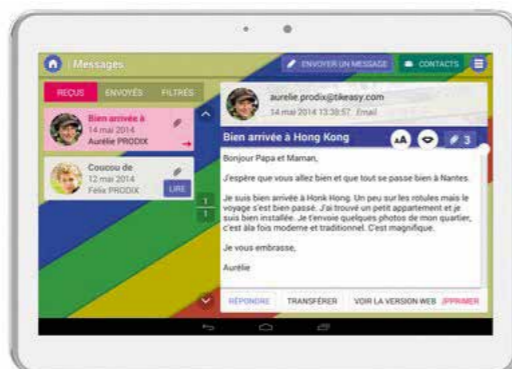 Messages
ENVOYER UN MESSAGE
CONTACTS
REÇUS
ENVOYÉS
FILTRÉS
Bien arrivée à
14 mai 2014
Aurélie PRODIX
Coucou de
12 mai 2014
Félix PRODIX
LIRE
1
1
aurelie.prodix@tikeasy.com
14 mai 2014 13:38:57 Email
Bien arrivée à Hong Kong
AA
3
Bonjour Papa et Maman,
J'espère que vous allez bien et que tout se passe bien à Nantes.
Je suis bien arrivée à Honk Hong. Un peu sur les rotules mais le
voyage s'est bien passé. J'ai trouvé un petit appartement et je
suis bien installée. Je t'envoie quelques photos de mon quartier,
c'est àla fois moderne et traditionnel. C'est magnifique.
Je vous embrasse,
Aurélie
RÉPONDRE
TRANSFÉRER
VOIR LA VERSION WEB